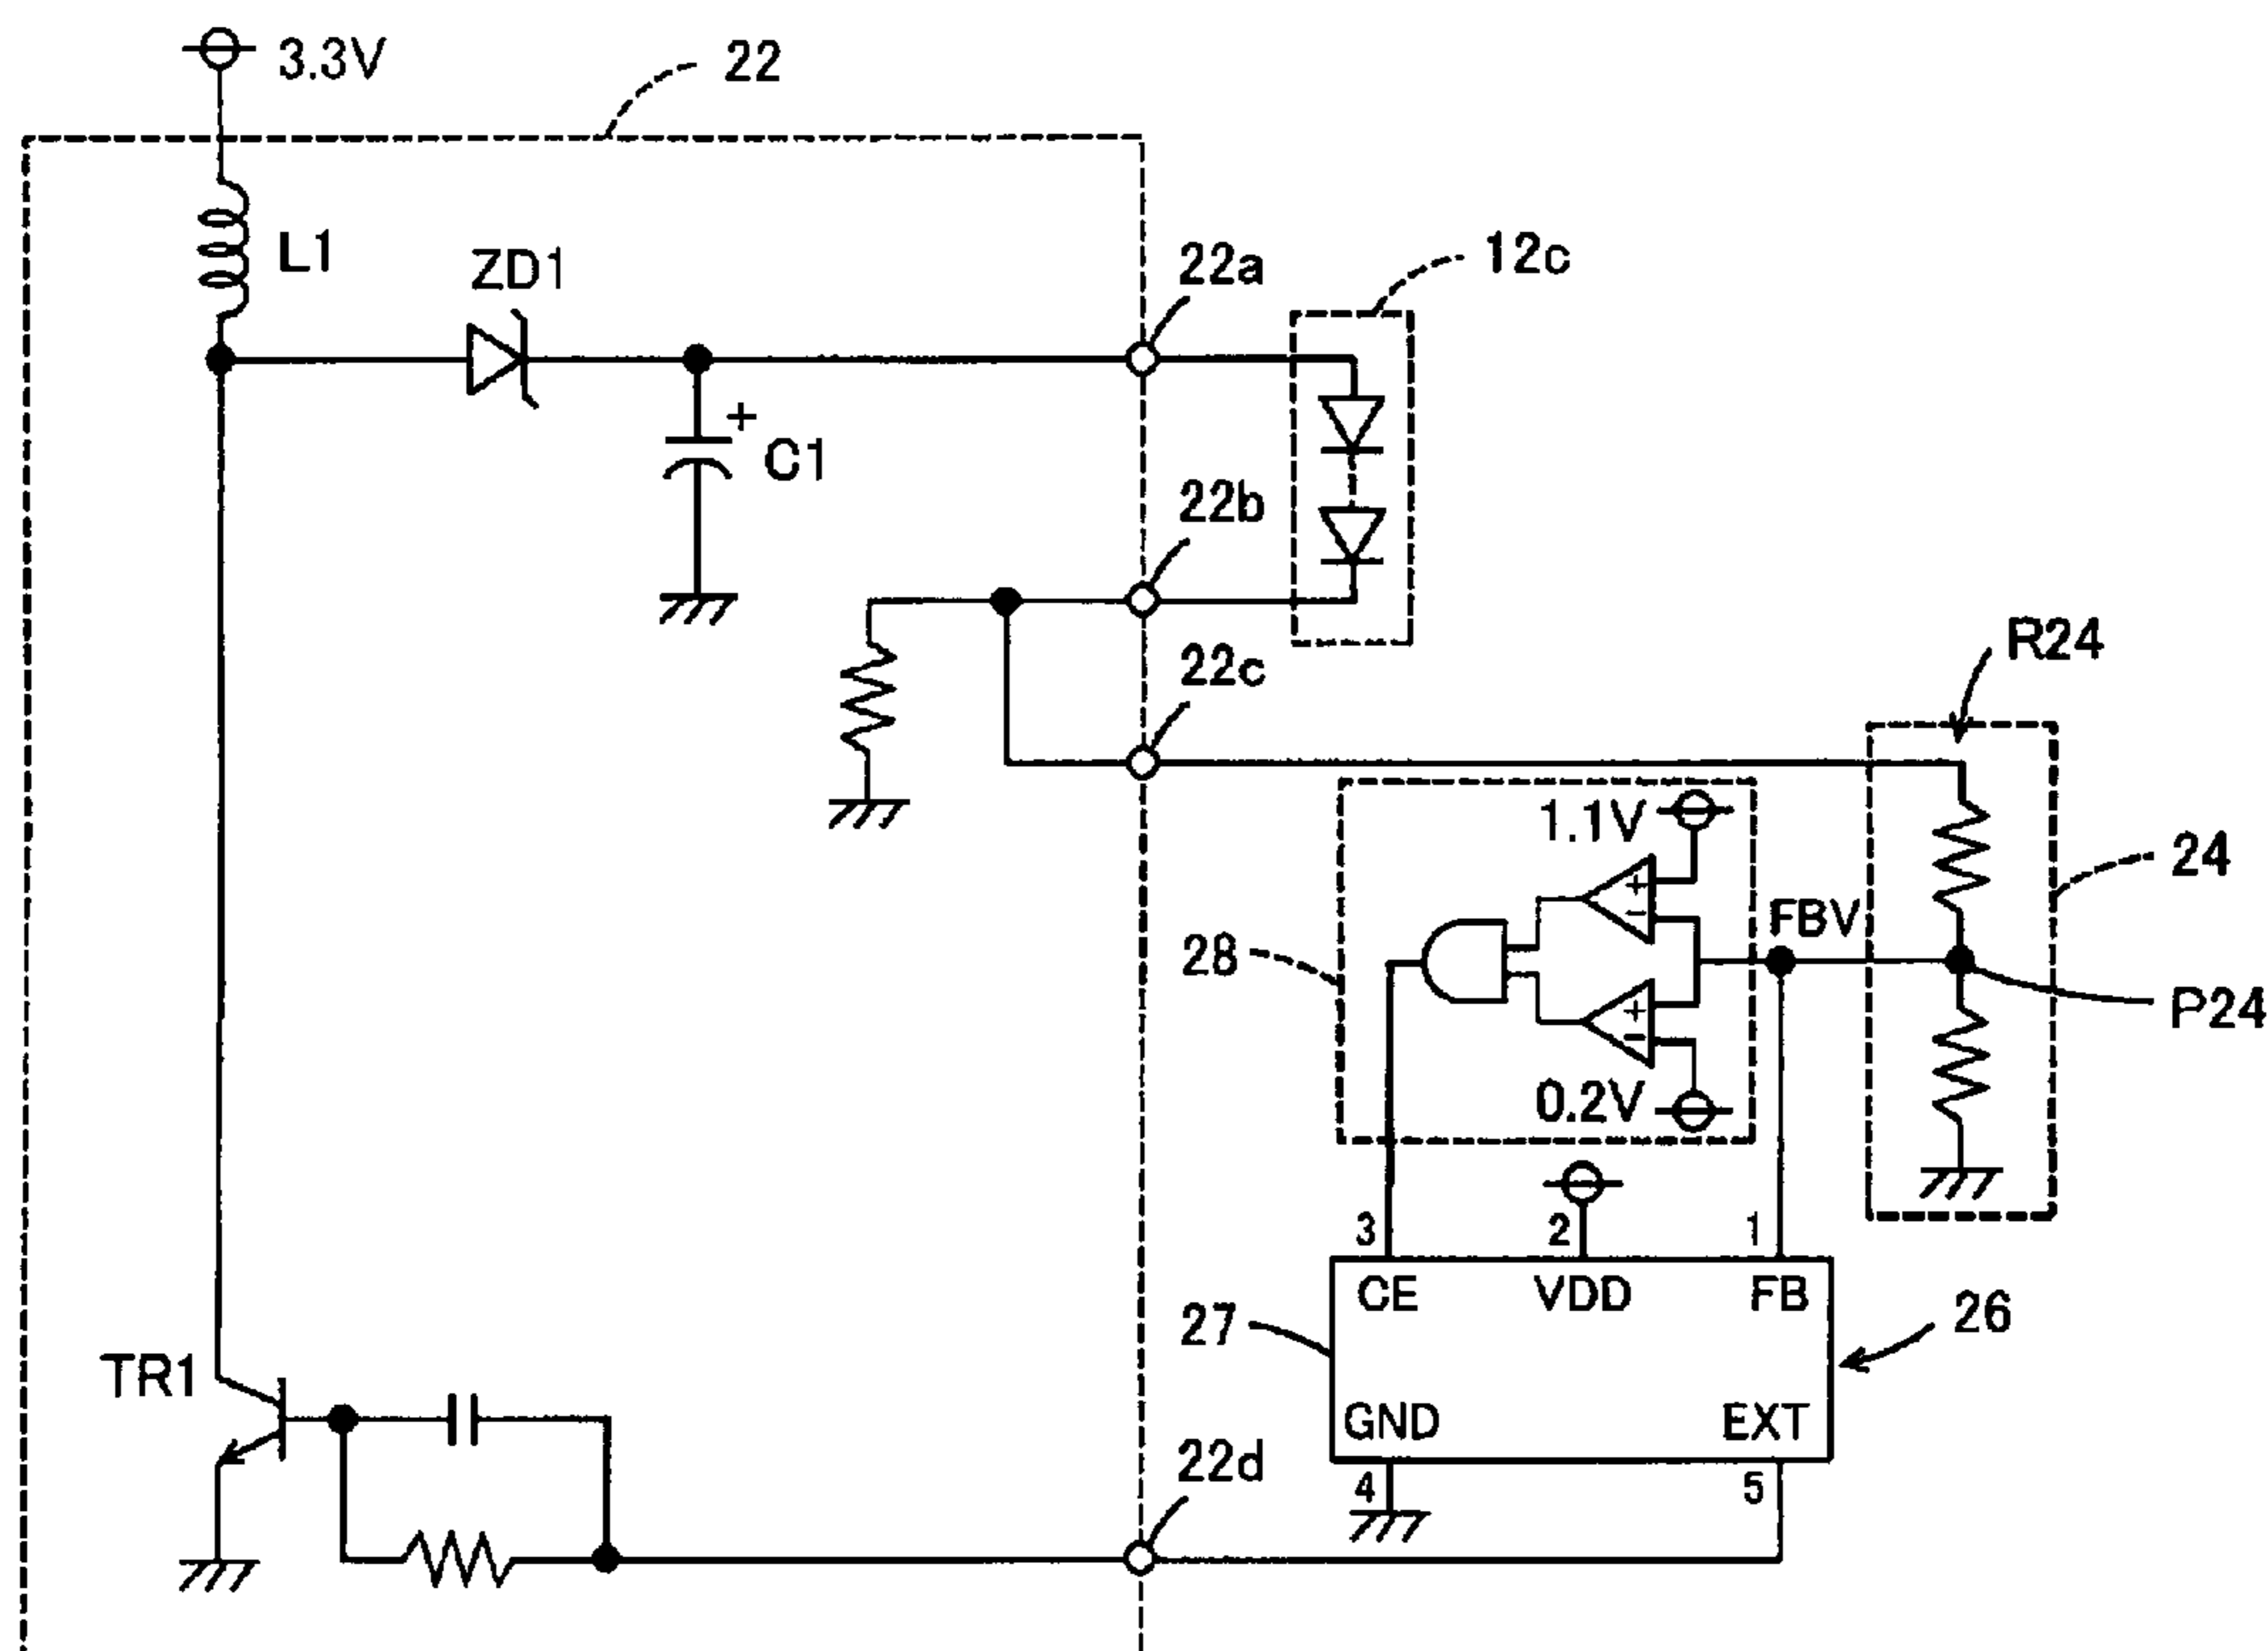 3.3V
22
L1
ZD1
22a
12c
+
C1
22b
22c
R24
1.1V
+
-
24
FBV
28
+
-
P24
0.2V
3
2
1
CE
VDD
FB
27
26
TR1
GND
EXT
22d
4
5